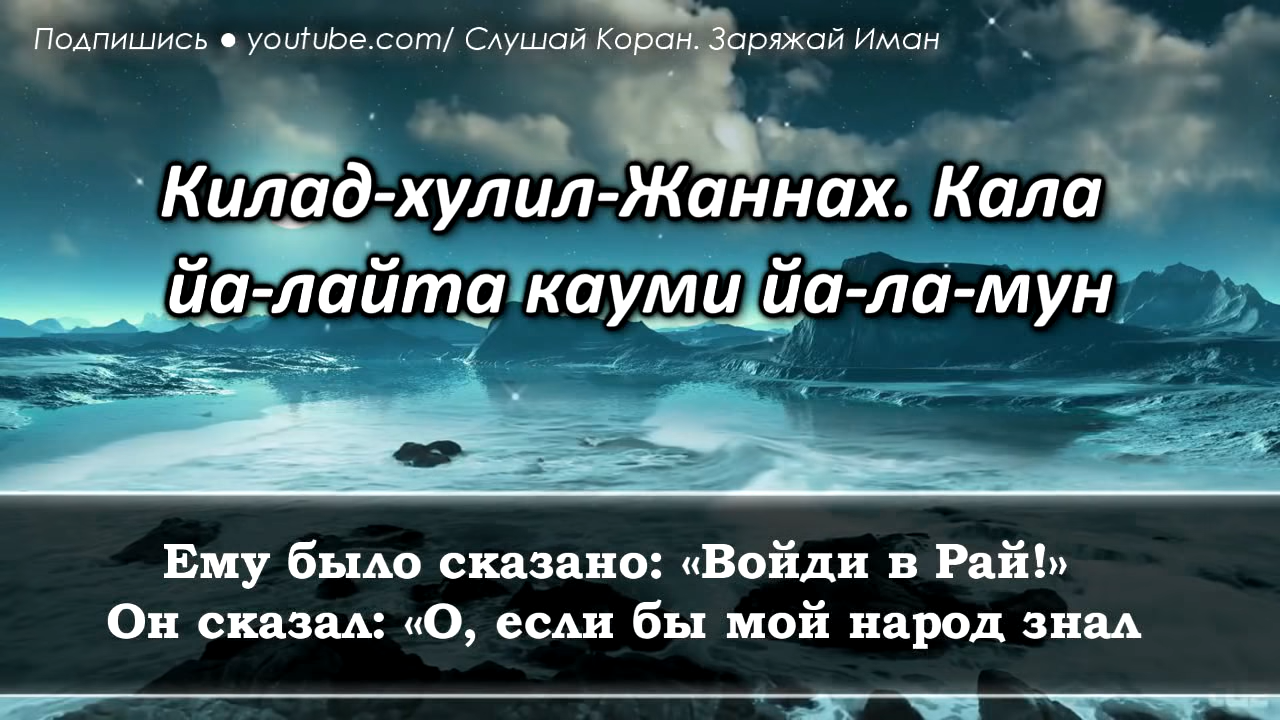 Подпишись ● youtube.com/ Слушай Коран. Заряжай Иман
Килад-хулил-Жаннах. Кала
йа-лайта кауми йа-ла-мун
Ему было сказано: «Войди в Рай!»
Он сказал: «О, если бы мой народ знал